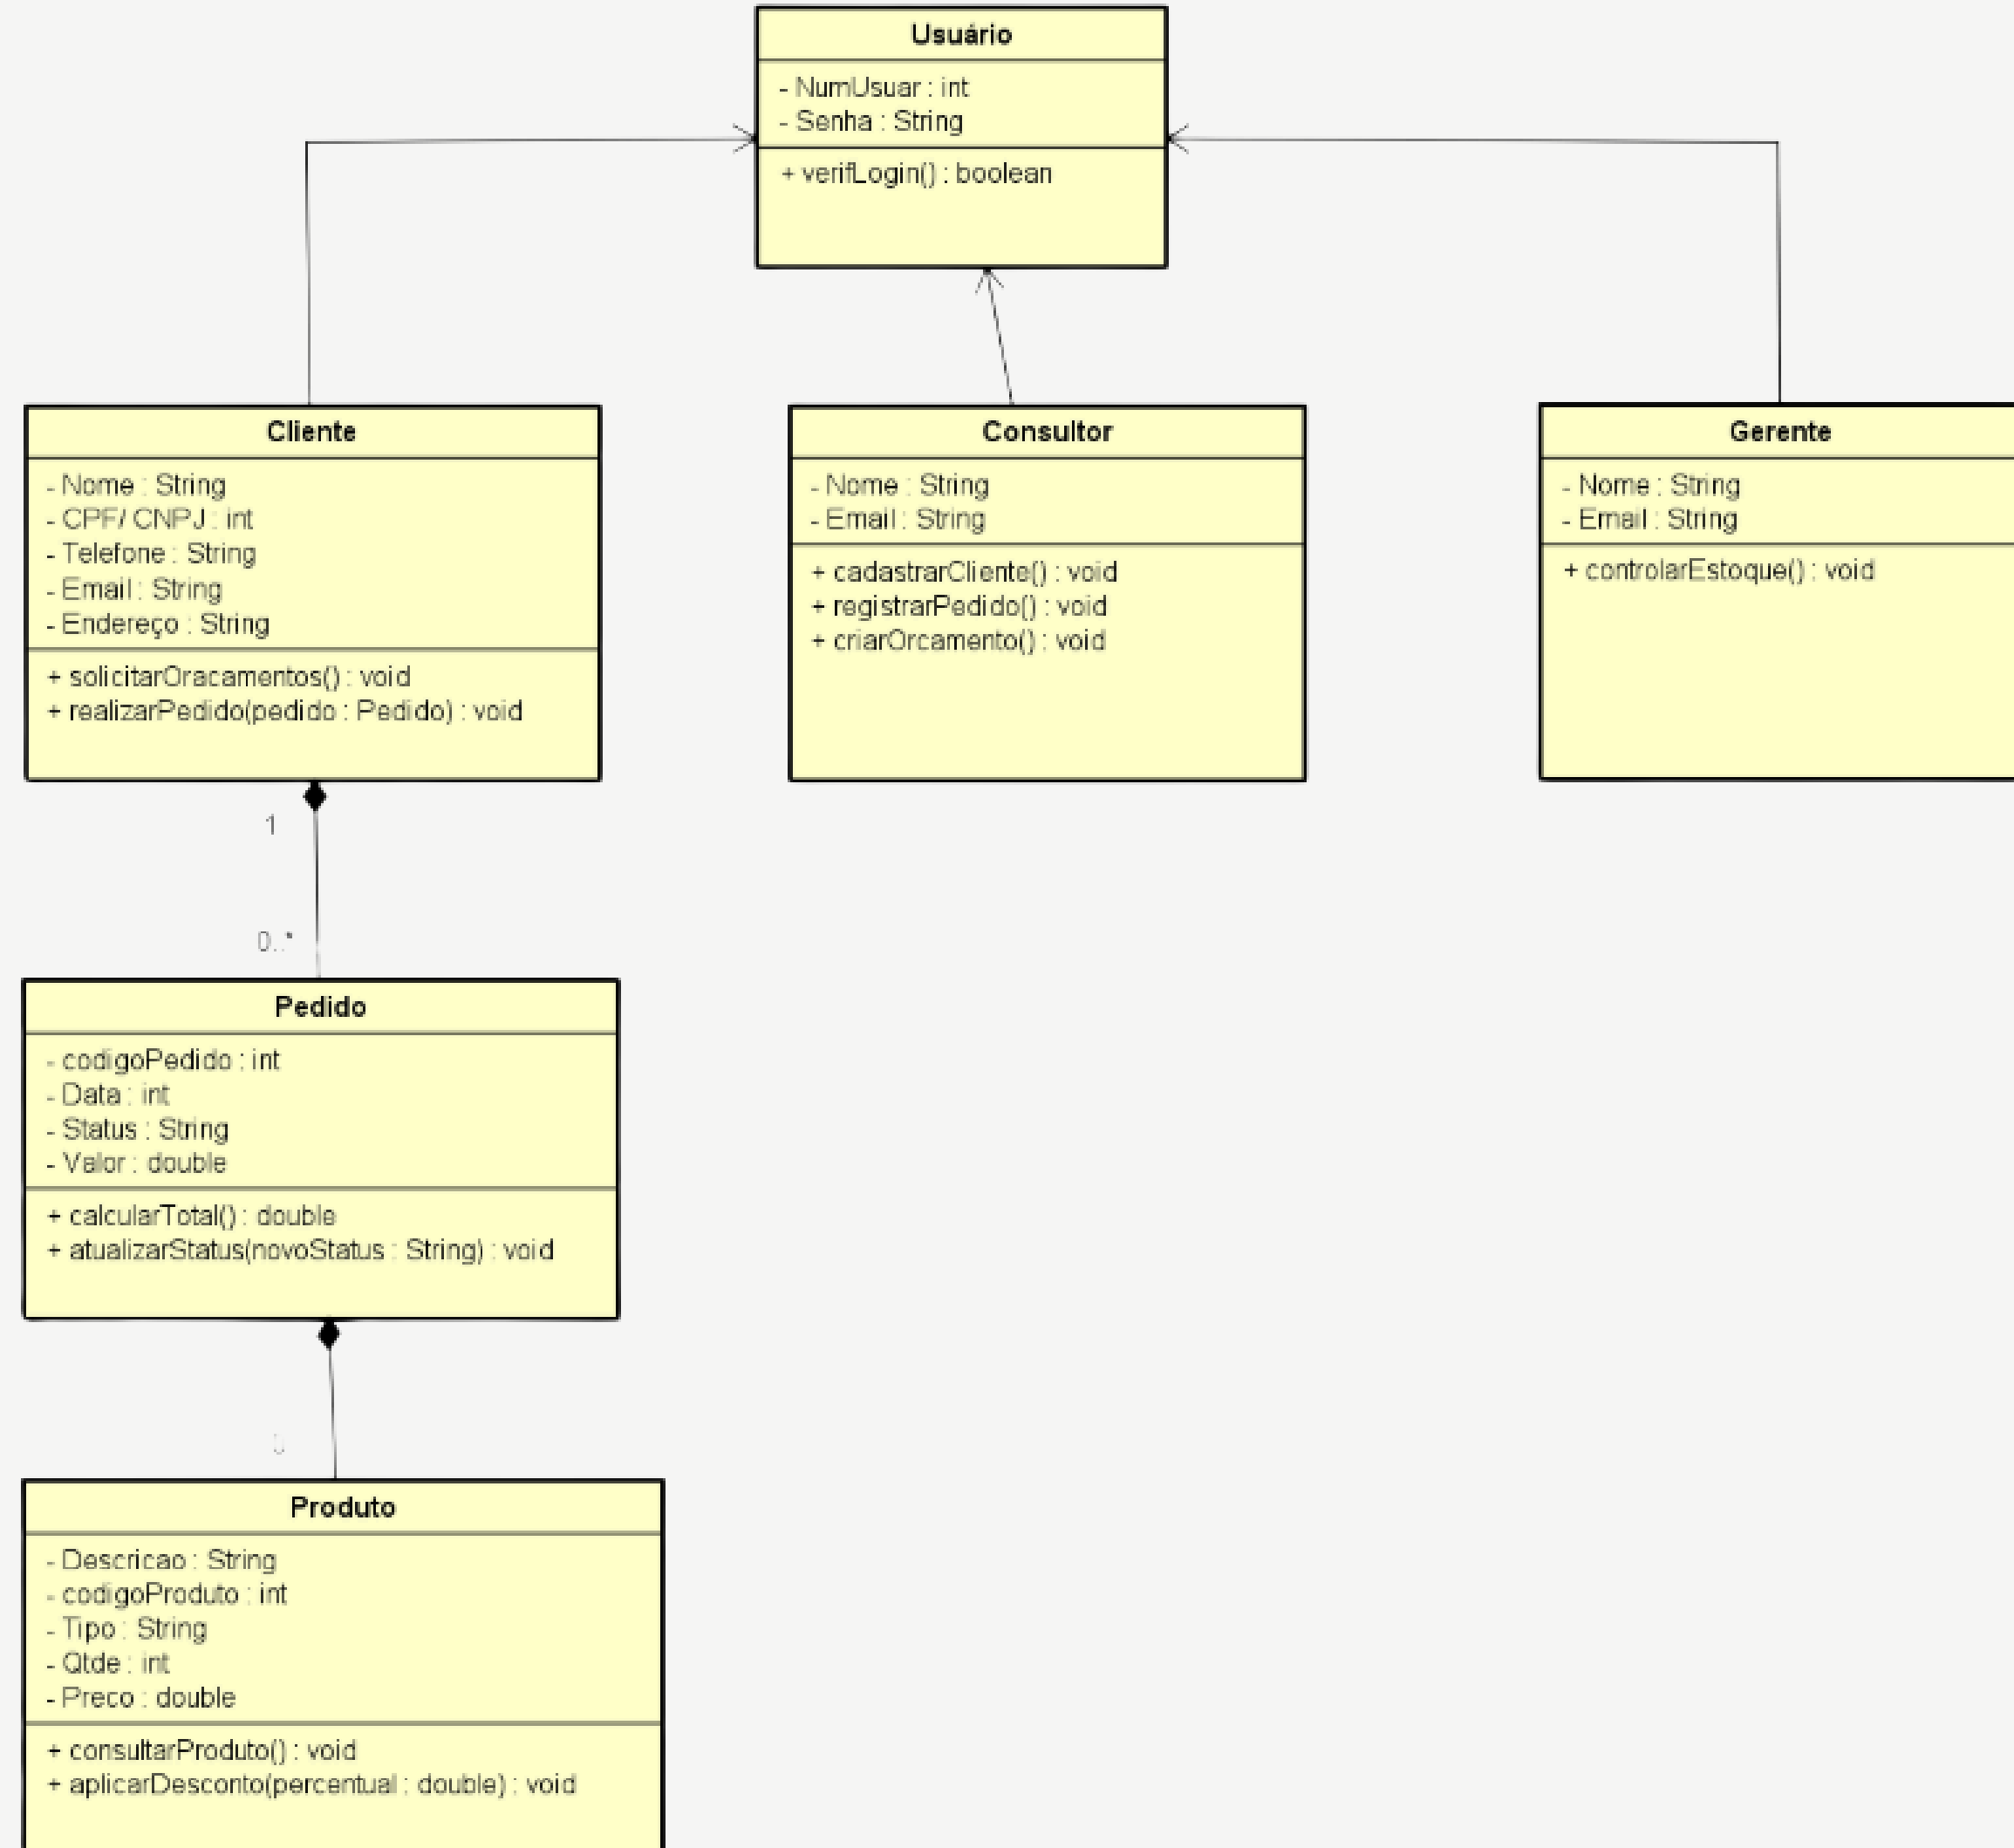 Usuário
- NumUsuar : int
- Senha : String
+ verifLogin() : boolean
Cliente
- Nome : String
- CPF/ CNPJ : int
- Telefone : String
- Email : String
- Endereço : String
+ solicitarOracamentos() : void
+ realizarPedido(pedido : Pedido) : void
Consultor
- Nome : String
- Email : String
+ cadastrarCliente() : void
+ registrarPedido() : void
+ criarOrcamento() : void
Gerente
- Nome : String
- Email : String
+ controlarEstoque() : void
1
0..*
Pedido
- codigoPedido : int
- Data : int
- Status : String
- Valor : double
+ calcularTotal() : double
+ atualizarStatus(novoStatus : String) : void
Produto
- Descricao : String
- codigoProduto : int
- Tipo : String
- Qtde : int
- Preco : double
+ consultarProduto() : void
+ aplicarDesconto(percentual : double) : void